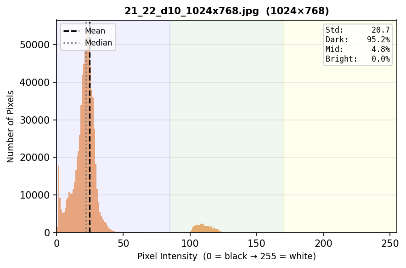 21_22_d10_1024x768.jpg  (1024×768)
Mean
Median
Std: 20.7
Dark: 95.2%
Mid: 4.8%
Bright: 0.0%
Number of Pixels
50000
40000
30000
20000
10000
0
0 50 100 150 200 250
Pixel Intensity  (0 = black → 255 = white)